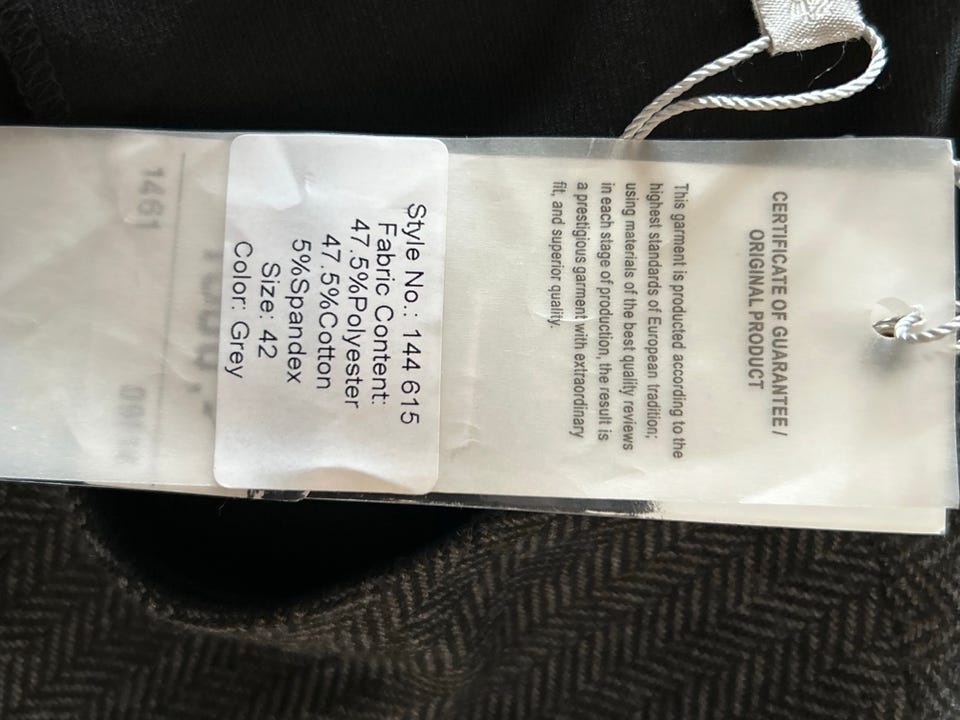 CERTIFICATE OF GUARANTEE /
ORIGINAL PRODUCT
This garment is producted according to the
highest standards of European tradition;
using materials of the best quality reviews
in each stage of production, the result is
a prestigious garment with extraordinary
fit, and superior quality.
Style No.: 144 615
Fabric Content:
47.5%Polyester
47.5%Cotton
5%Spandex
Size: 42
Color: Grey
1461